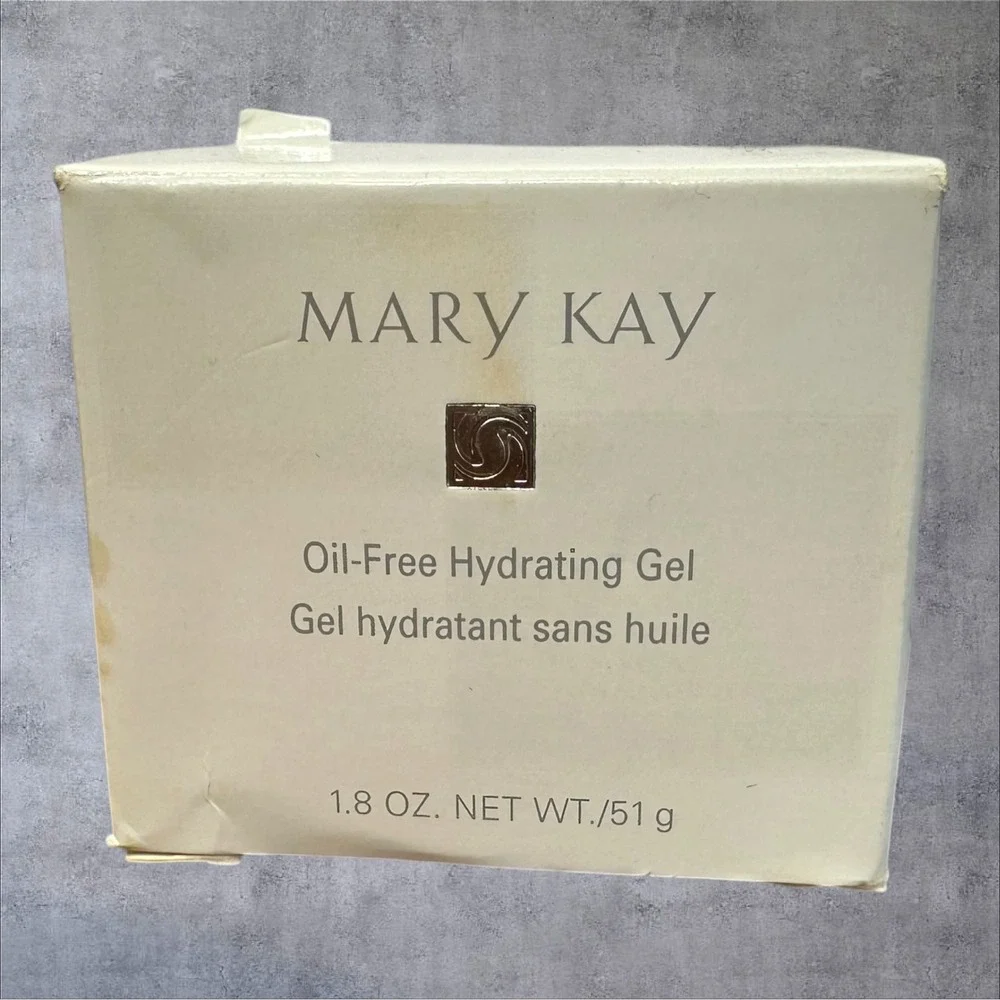 MARY KAY
Oil-Free Hydrating Gel
Gel hydratant sans huile
1.8 OZ. NET WT./51 g